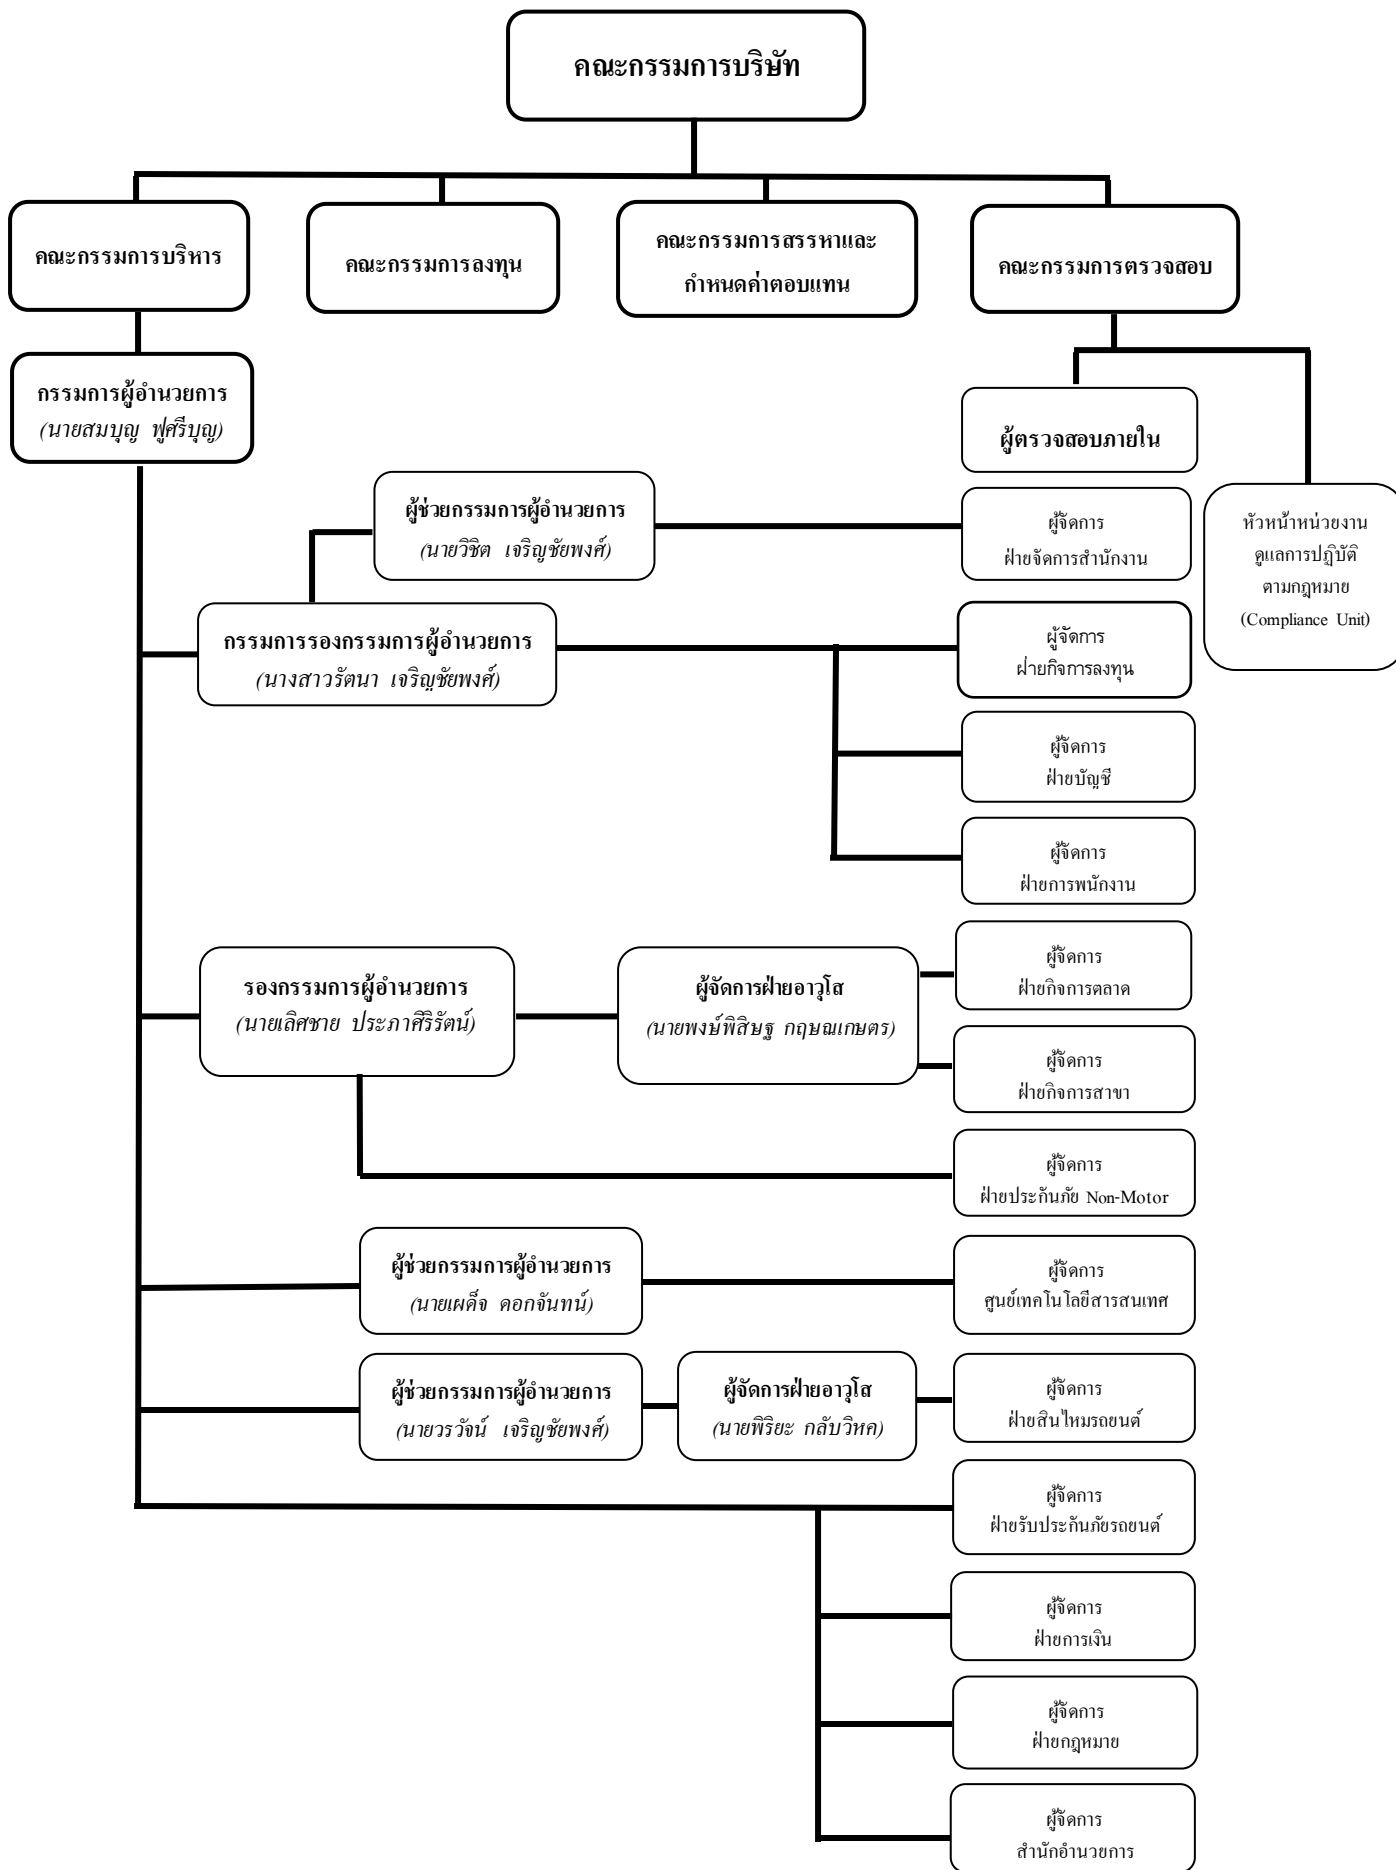 คณะกรรมการบริษัท
คณะกรรมการบริหาร
คณะกรรมการลงทุน
คณะกรรมการสรรหาและ
กำหนดค่าตอบแทน
คณะกรรมการตรวจสอบ
กรรมการผู้อำนวยการ
(นายสมบุญ ฟูศรีบุญ)
ผู้ตรวจสอบภายใน
หัวหน้าหน่วยงาน
ดูแลการปฏิบัติ
ตามกฎหมาย
(Compliance Unit)
ผู้ช่วยกรรมการผู้อำนวยการ
(นายวิชิต เจริญชัยพงศ์)
ผู้จัดการ
ฝ่ายจัดการสำนักงาน
กรรมการรองกรรมการผู้อำนวยการ
(นางสาวรัตนา เจริญชัยพงศ์)
ผู้จัดการ
ฝ่ายกิจการลงทุน
ผู้จัดการ
ฝ่ายบัญชี
ผู้จัดการ
ฝ่ายการพนักงาน
รองกรรมการผู้อำนวยการ
(นายเลิศชาย ประภาศิริรัตน์)
ผู้จัดการฝ่ายอาวุโส
(นายพงษ์พิสิษฐ กฤษณเกษตร)
ผู้จัดการ
ฝ่ายกิจการตลาด
ผู้จัดการ
ฝ่ายกิจการสาขา
ผู้จัดการ
ฝ่ายประกันภัย Non-Motor
ผู้ช่วยกรรมการผู้อำนวยการ
(นายเผด็จ ดอกจันทน์)
ผู้จัดการ
ศูนย์เทคโนโลยีสารสนเทศ
ผู้ช่วยกรรมการผู้อำนวยการ
(นายวรวัจน์ เจริญชัยพงศ์)
ผู้จัดการฝ่ายอาวุโส
(นายพิริยะ กลับวิหค)
ผู้จัดการ
ฝ่ายสินไหมรถยนต์
ผู้จัดการ
ฝ่ายรับประกันภัยรถยนต์
ผู้จัดการ
ฝ่ายการเงิน
ผู้จัดการ
ฝ่ายกฎหมาย
ผู้จัดการ
สำนักอำนวยการ